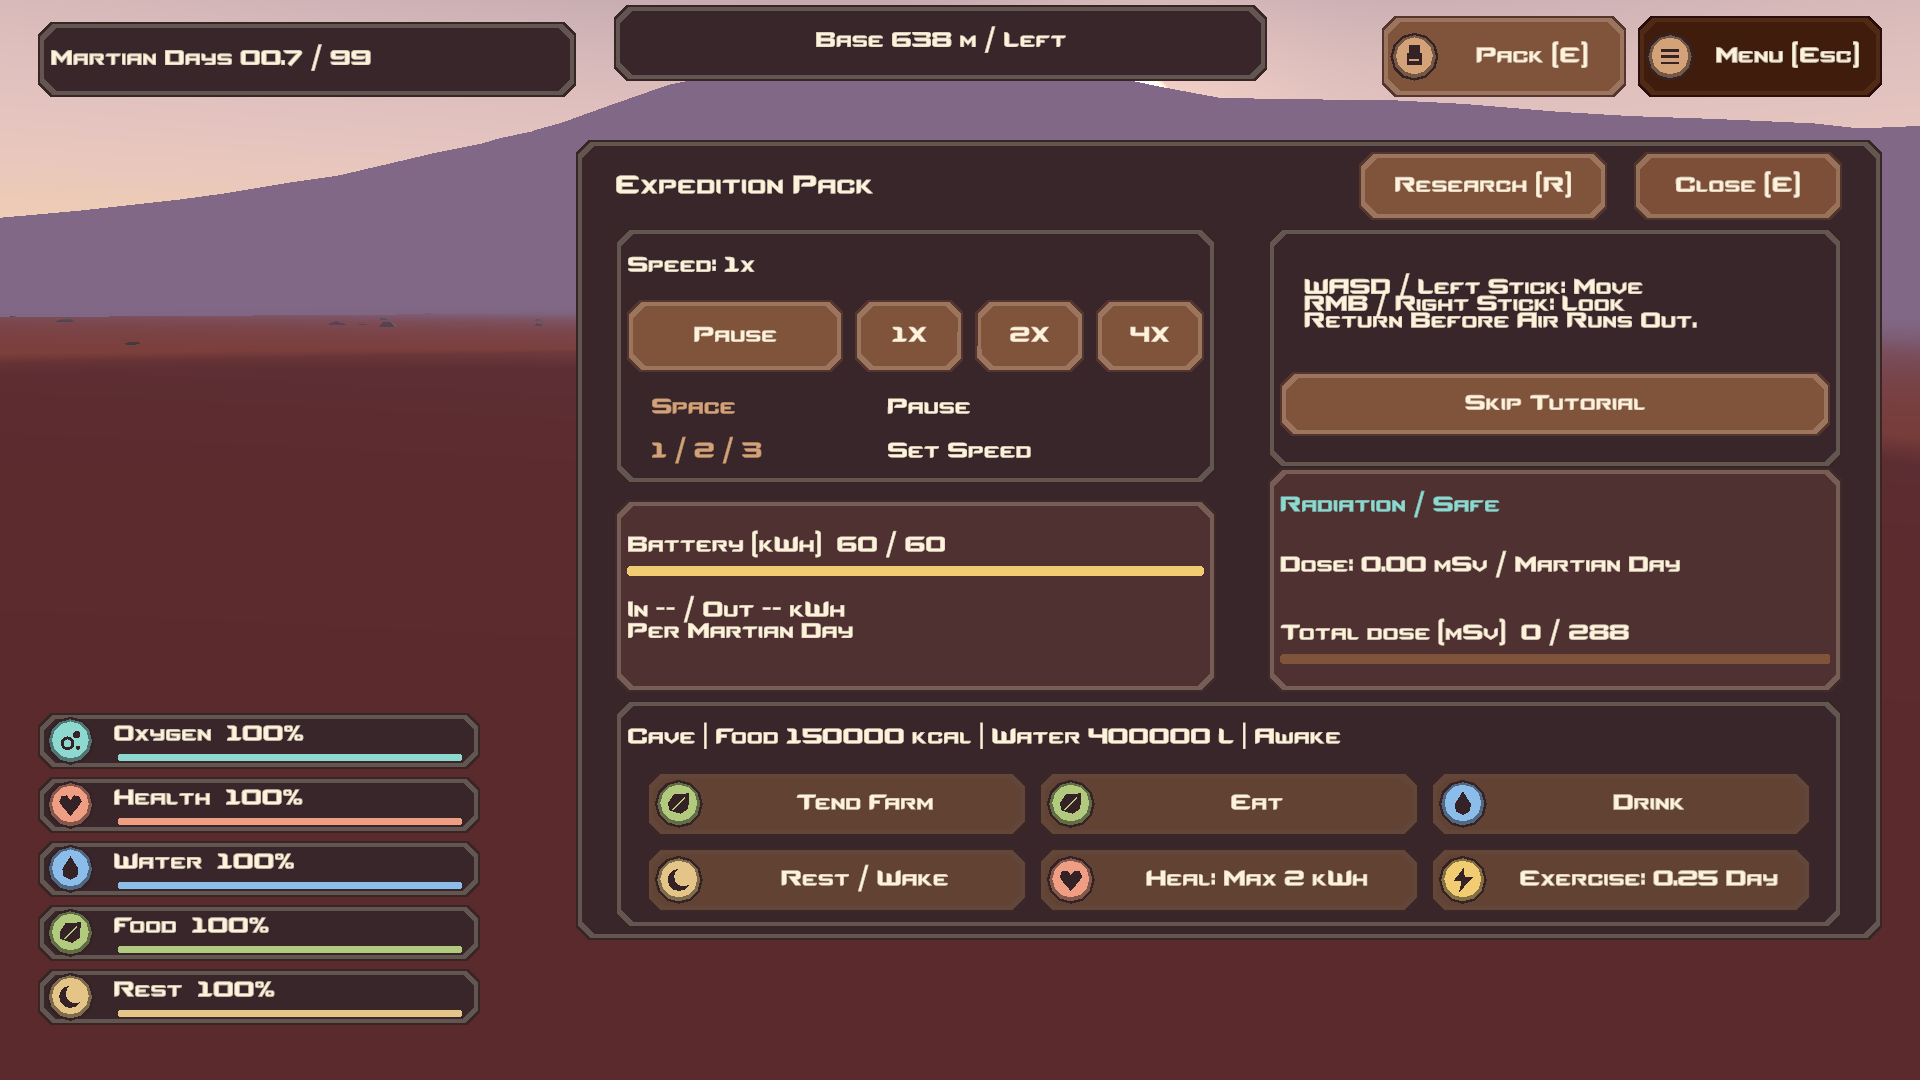 Martian Days 00.7 / 99
Base 638 m / Left
Pack [E]
Menu [Esc]
Expedition Pack
Research [R]
Close [E]
Speed: 1x
Pause
1X
2X
4X
Space
Pause
1 / 2 / 3
Set Speed
WASD / Left Stick: Move
RMB / Right Stick: Look
Return Before Air Runs Out.
Skip Tutorial
Battery [kWh] 60 / 60
In -- / Out -- kWh
Per Martian Day
Radiation / Safe
Dose: 0.00 mSv / Martian Day
Total dose [mSv] 0 / 288
Cave | Food 150000 kcal | Water 400000 L | Awake
Tend Farm
Eat
Drink
Rest / Wake
Heal: Max 2 kWh
Exercise: 0.25 Day
Oxygen 100%
Health 100%
Water 100%
Food 100%
Rest 100%